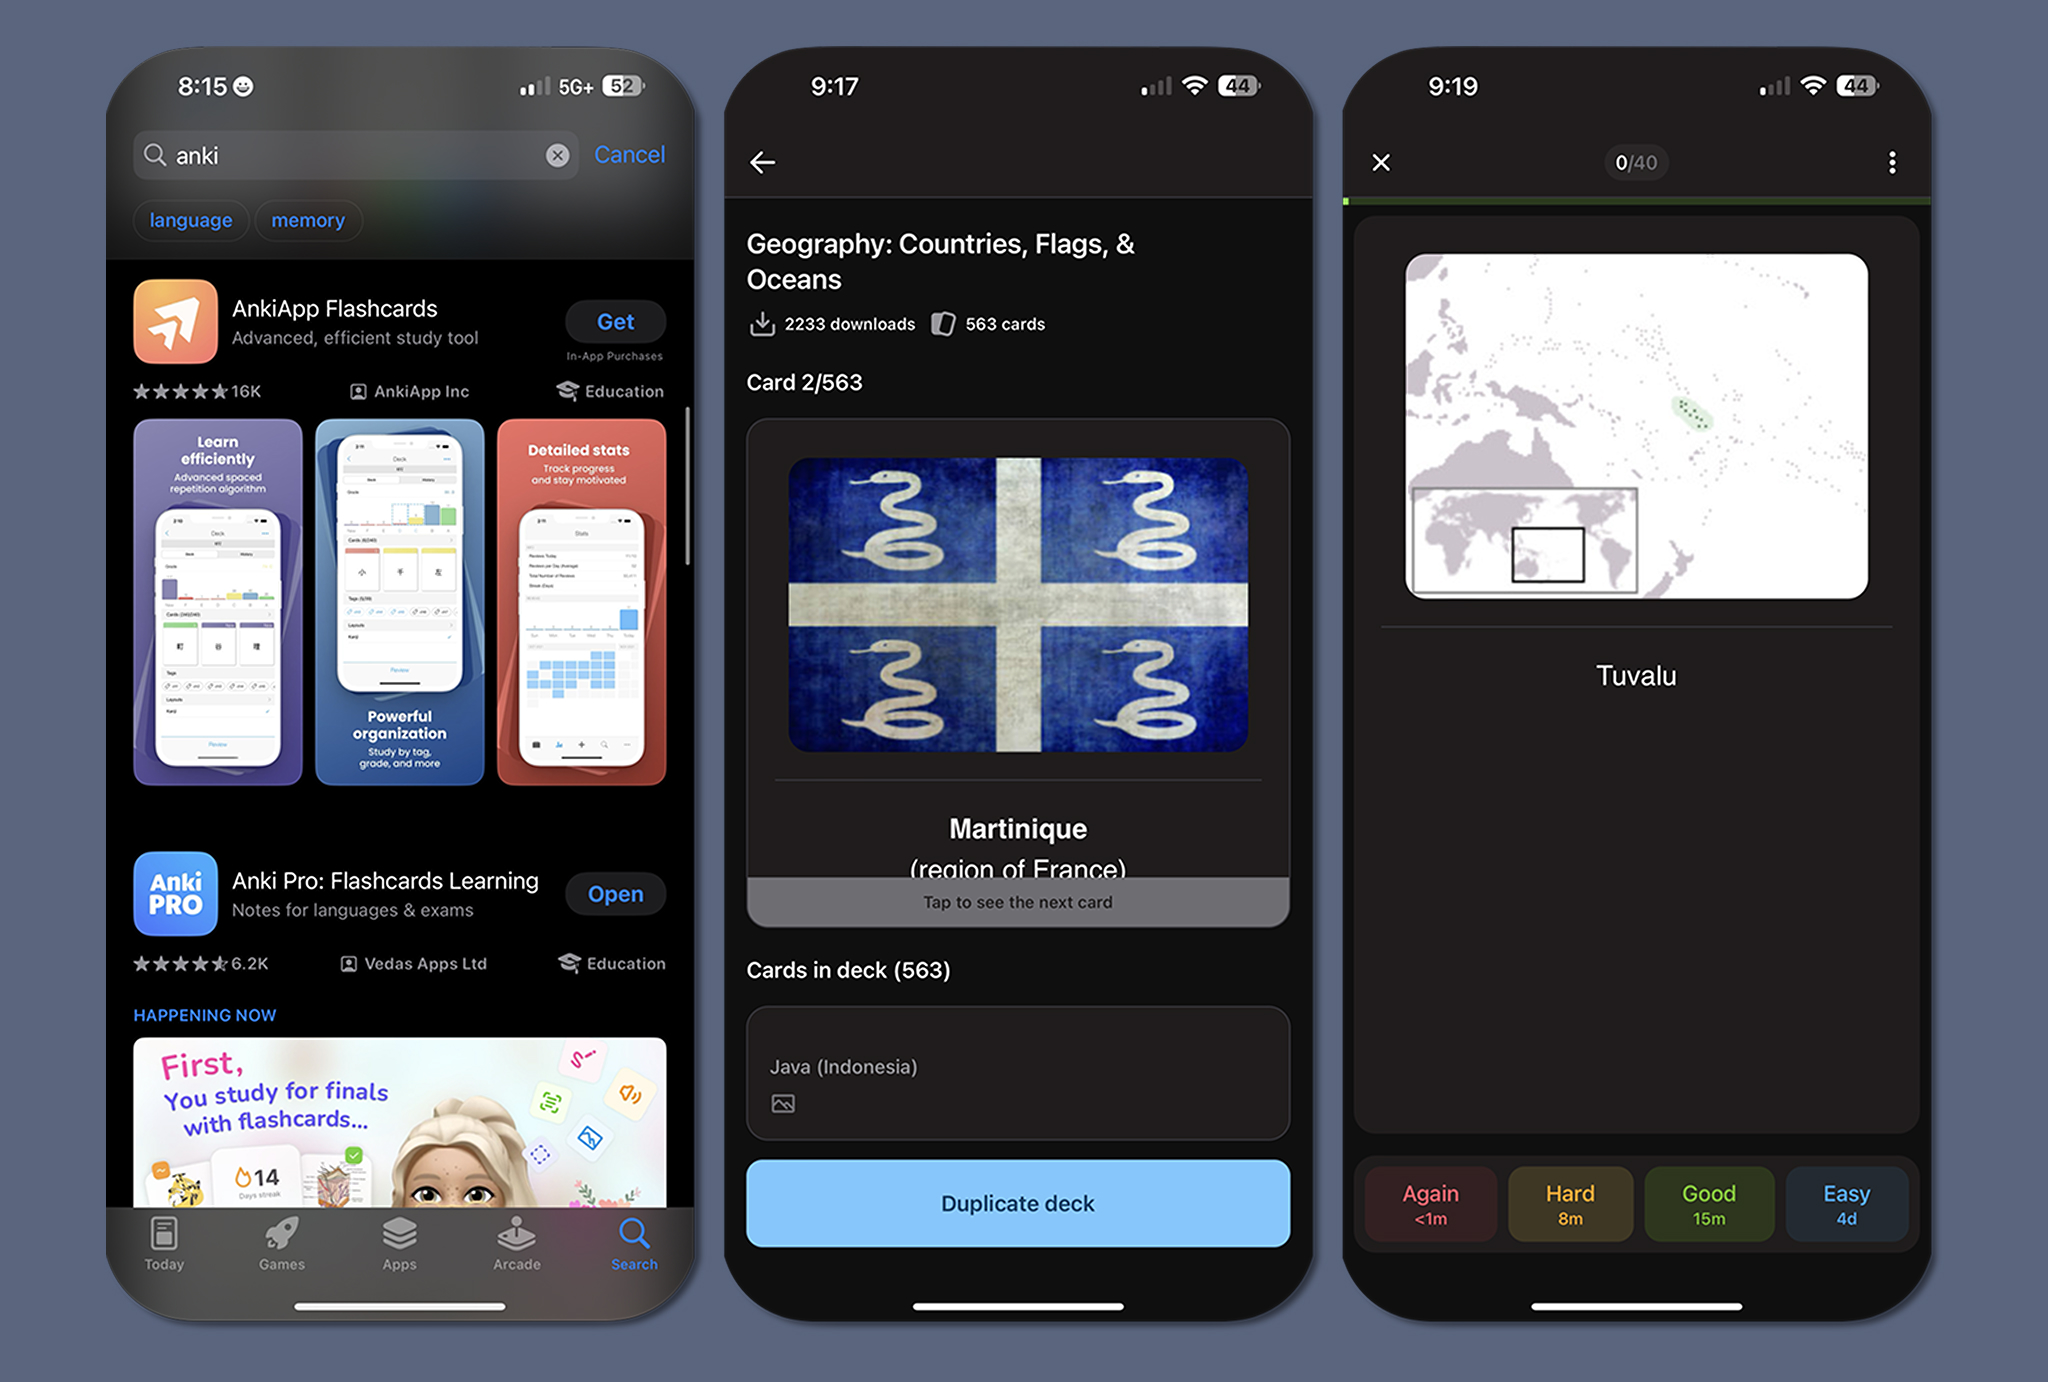 8:15
5G+ 52
anki
Cancel
language
memory
AnkiApp Flashcards
Advanced, efficient study tool
Get
In-App Purchases
16K
AnkiApp Inc
Education
Learn
efficiently
Advanced spaced
repetition algorithm
Deck
Powerful
organization
Study by tag,
grade, and more
Deck
小 千 左
Detailed stats
Track progress
and stay motivated
Stats
Anki
PRO
Anki Pro: Flashcards Learning
Notes for languages & exams
Open
6.2K
Vedas Apps Ltd
Education
HAPPENING NOW
First,
You study for finals
with flashcards...
14
Days streak
Today
Games
Apps
Arcade
Search
9:17
44
Geography: Countries, Flags, &
Oceans
2233 downloads
563 cards
Card 2/563
Martinique
(region of France)
Tap to see the next card
Cards in deck (563)
Java (Indonesia)
Duplicate deck
9:19
44
0/40
Tuvalu
Again
<1m
Hard
8m
Good
15m
Easy
4d